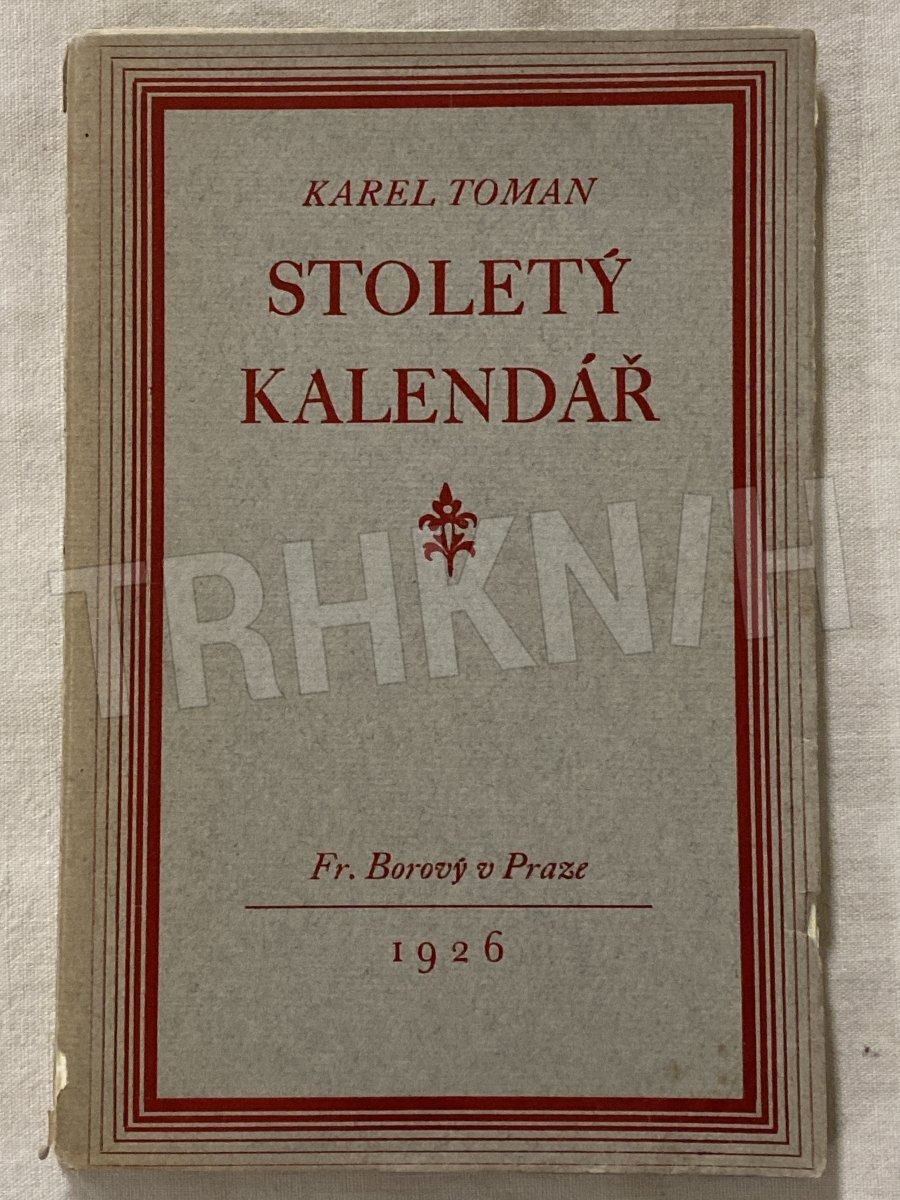 KAREL TOMAN
STOLETÝ
KALENDÁŘ
TRHKNIH
Fr. Borový v Praze
1926